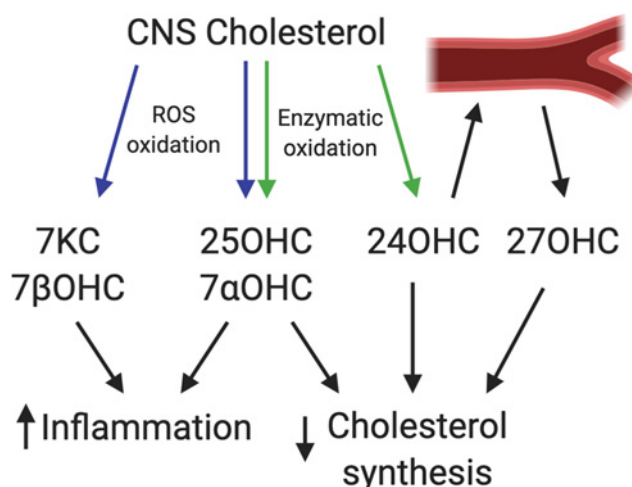 CNS Cholesterol
ROS
oxidation
Enzymatic
oxidation
7KC
7βOHC
25OHC
7αOHC
24OHC
27OHC
Inflammation
Cholesterol
synthesis